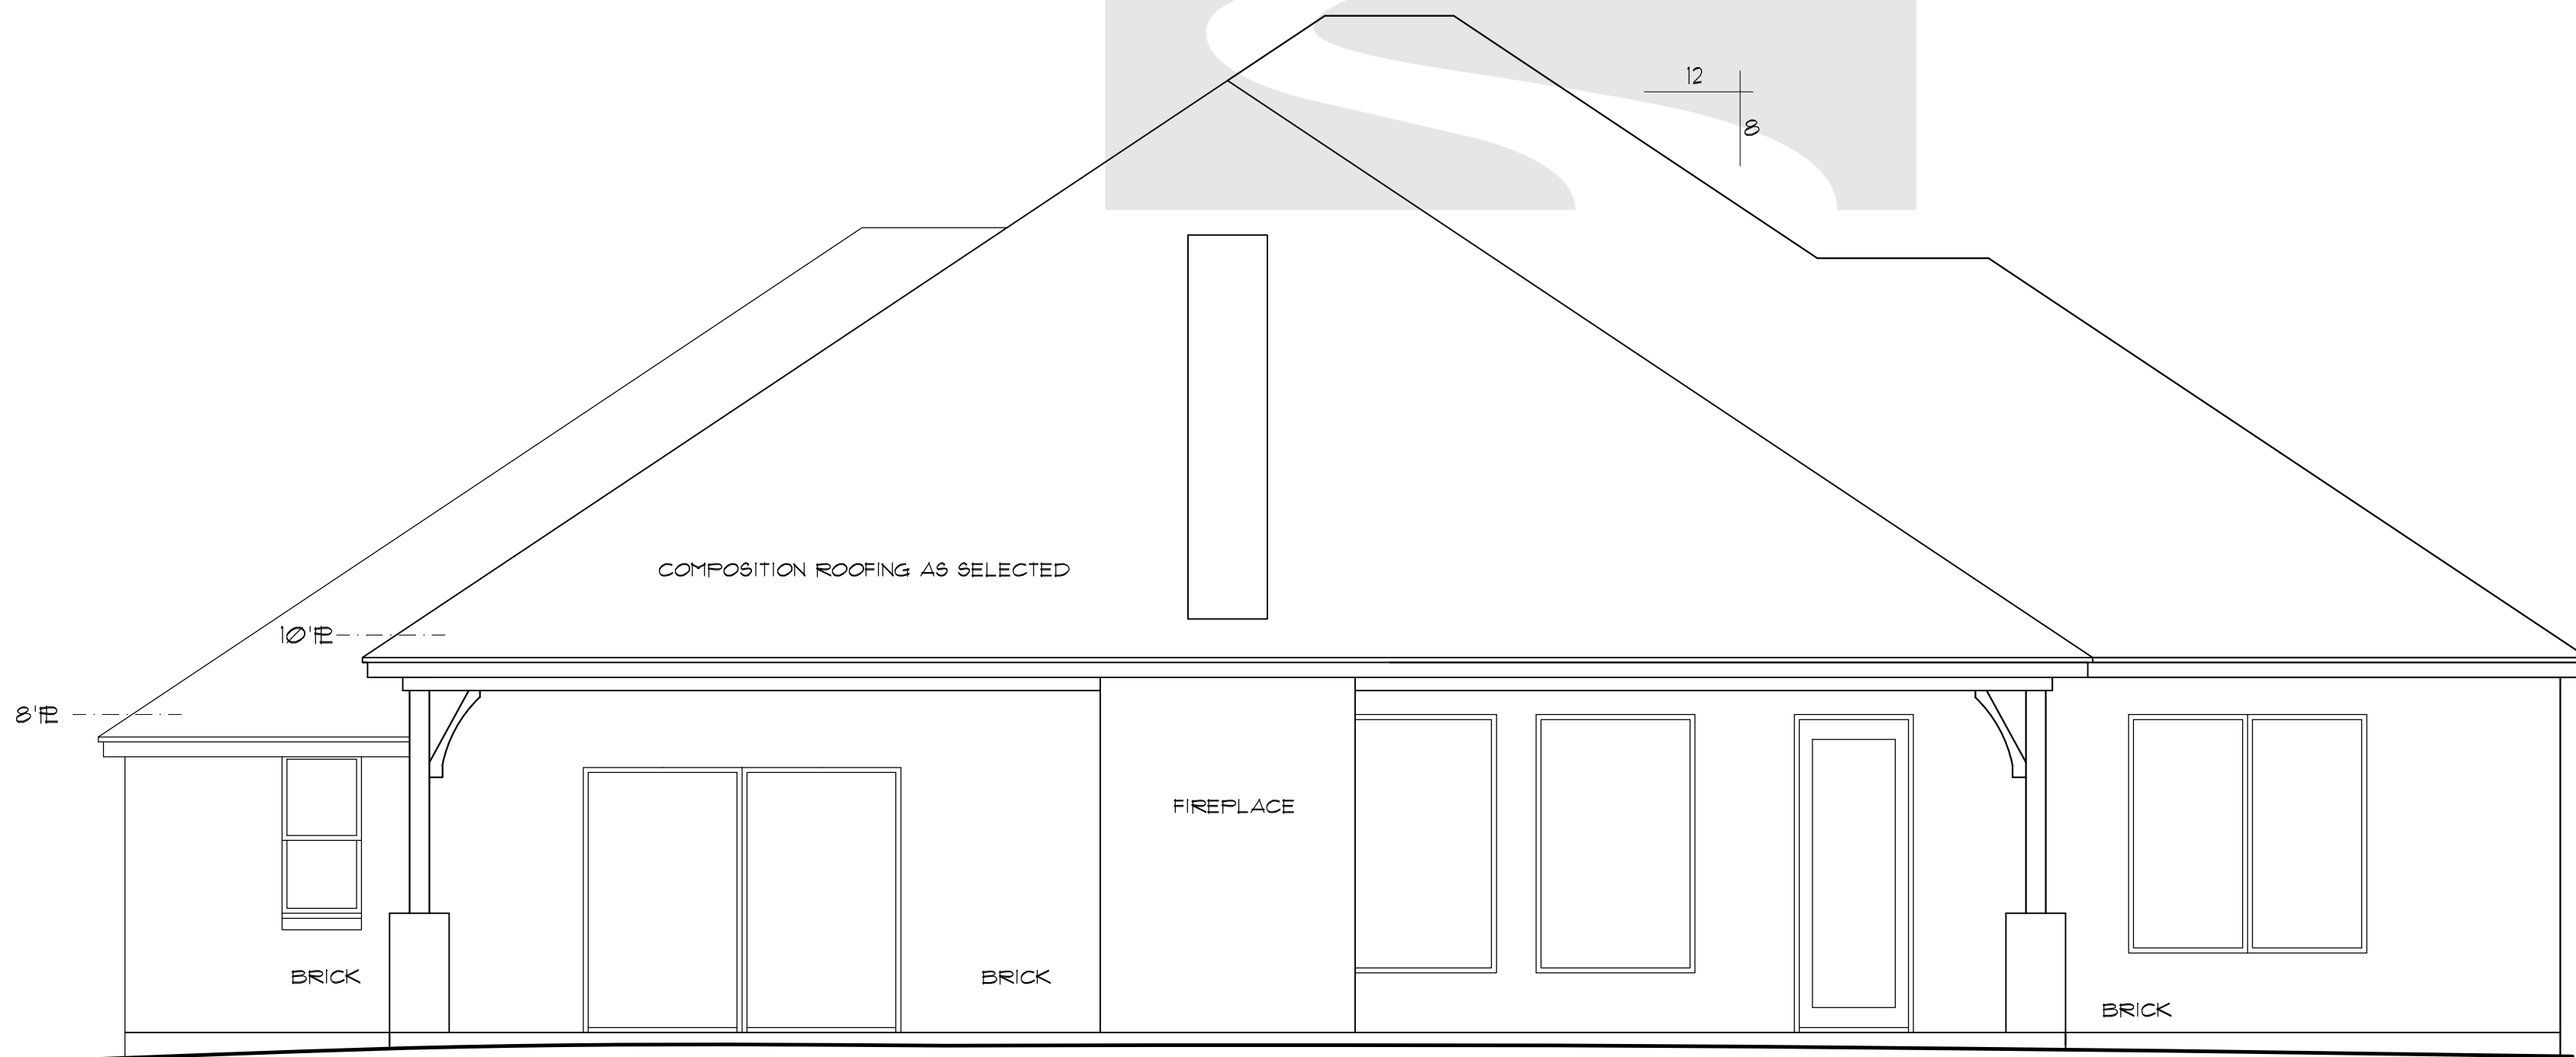 12
8
COMPOSITION ROOFING AS SELECTED
10' PL
8' PL
FIREPLACE
BRICK
BRICK
BRICK